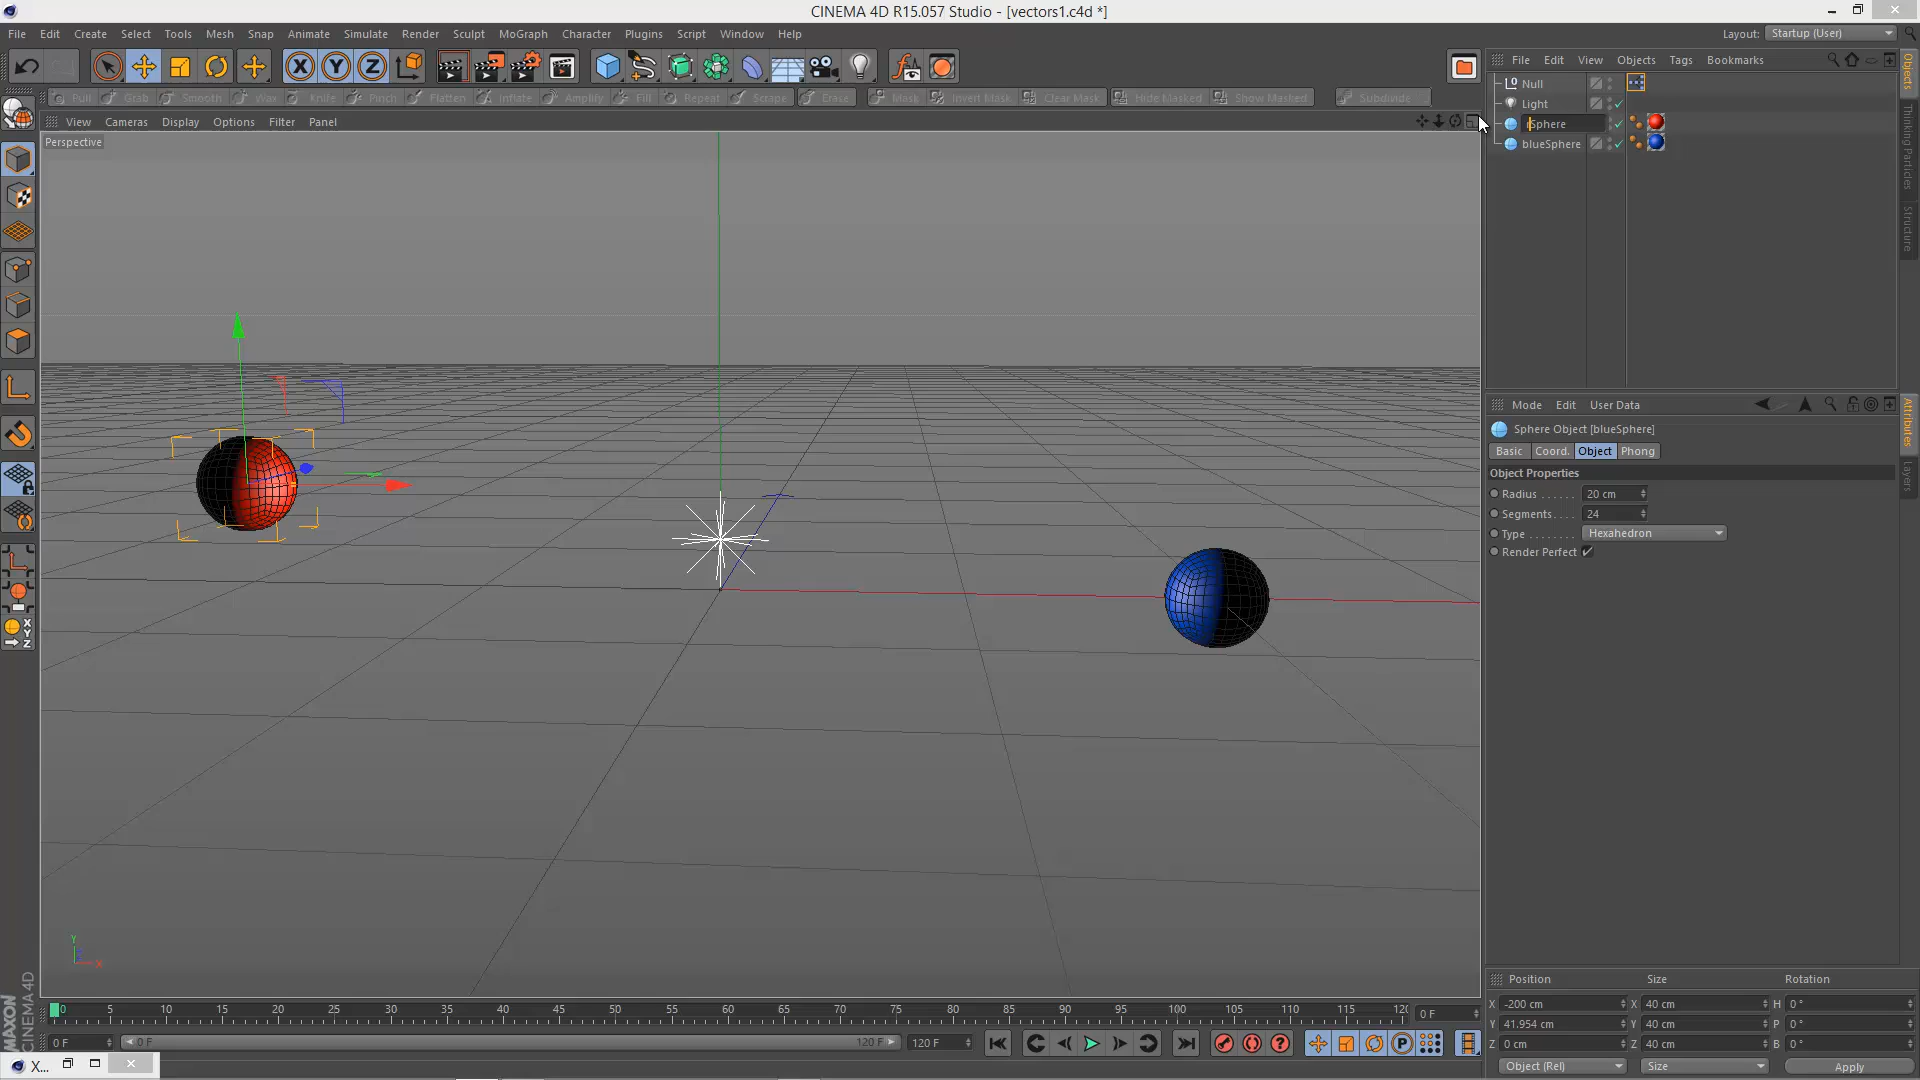 CINEMA 4D R15.057 Studio - [vectors1.c4d *]
File Edit Create Select Tools Mesh Snap Animate Simulate Render Sculpt MoGraph Character Plugins Script Window Help
Layout: Startup (User)
Pull Grab Smooth Wax Knife Pinch Flatten Inflate Amplify Fill Repeat Scrape Erase Mask Invert Mask Clear Mask Hide Masked Show Masked Subdivide
View Cameras Display Options Filter Panel
Perspective
File Edit View Objects Tags Bookmarks
Null
Light
rSphere
blueSphere
Objects
Thinking Particles
Structure
Mode Edit User Data
Sphere Object [blueSphere]
Basic Coord. Object Phong
Object Properties
Radius . . . . . . 20 cm
Segments. . . . 24
Type . . . . . . . . Hexahedron
Render Perfect
Attributes
Layers
Y
X
Position Size Rotation
X -200 cm X 40 cm H 0 °
Y 41.954 cm Y 40 cm P 0 °
Z 0 cm Z 40 cm B 0 °
Object (Rel) Size Apply
0 5 10 15 20 25 30 35 40 45 50 55 60 65 70 75 80 85 90 95 100 105 110 115 120 0 F
0 F 0 F 120 F 120 F
MAXON
CINEMA 4D
X...